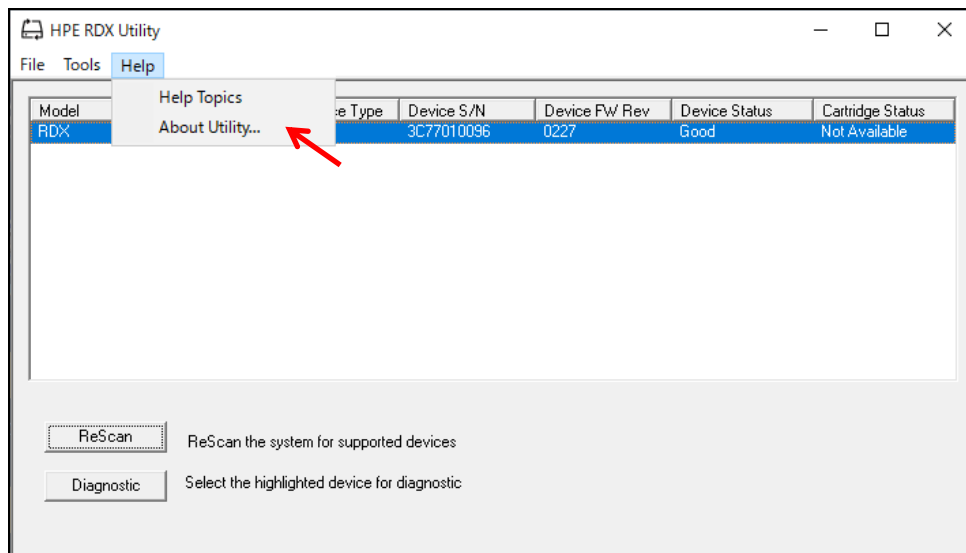 HPE RDX Utility
File Tools Help
Help Topics
About Utility...
Model e Type Device S/N Device FW Rev Device Status Cartridge Status
RDX 3C77010096 0227 Good Not Available
ReScan ReScan the system for supported devices
Diagnostic Select the highlighted device for diagnostic